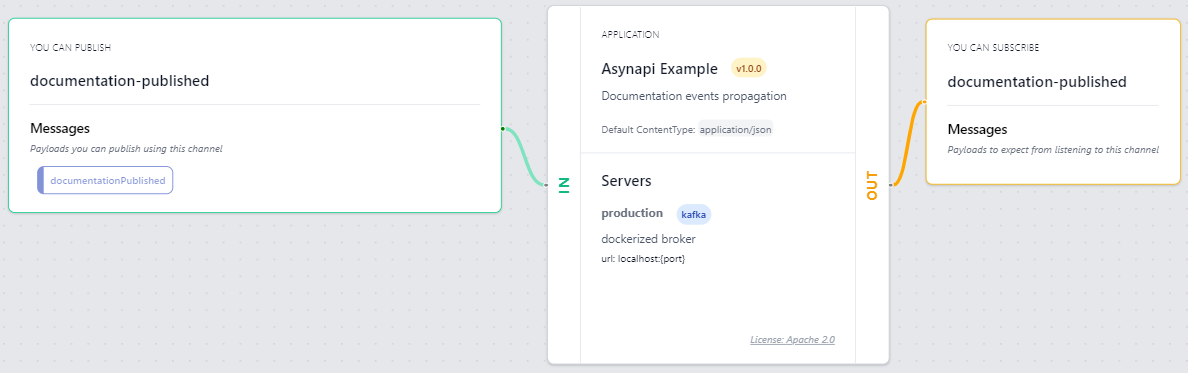 YOU CAN PUBLISH
documentation-published
Messages
Payloads you can publish using this channel
documentationPublished
IN
APPLICATION
Asynapi Example v1.0.0
Documentation events propagation
Default ContentType: application/json
Servers
production kafka
dockerized broker
url: localhost:{port}
License: Apache 2.0
OUT
YOU CAN SUBSCRIBE
documentation-published
Messages
Payloads to expect from listening to this channel